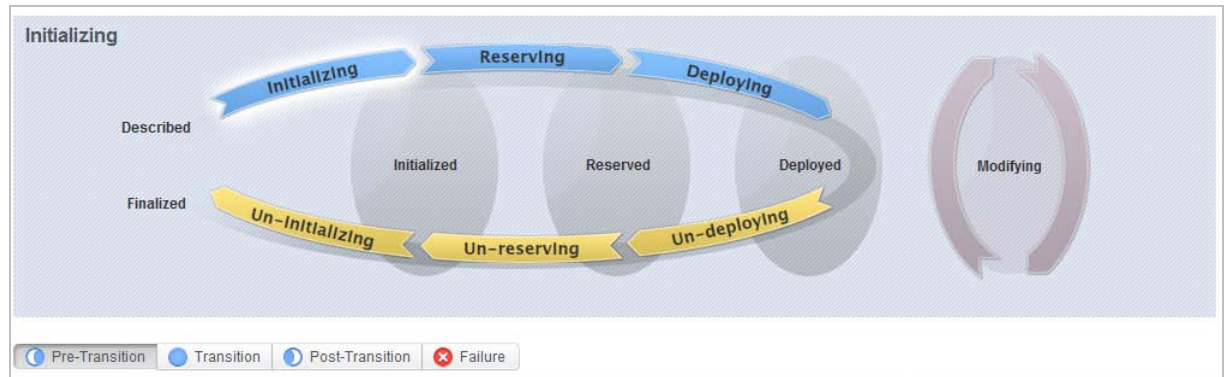 Initializing
Initializing
Reserving
Deploying
Described
Initialized
Reserved
Deployed
Modifying
Finalized
Un-initializing
Un-reserving
Un-deploying
Pre-Transition
Transition
Post-Transition
Failure